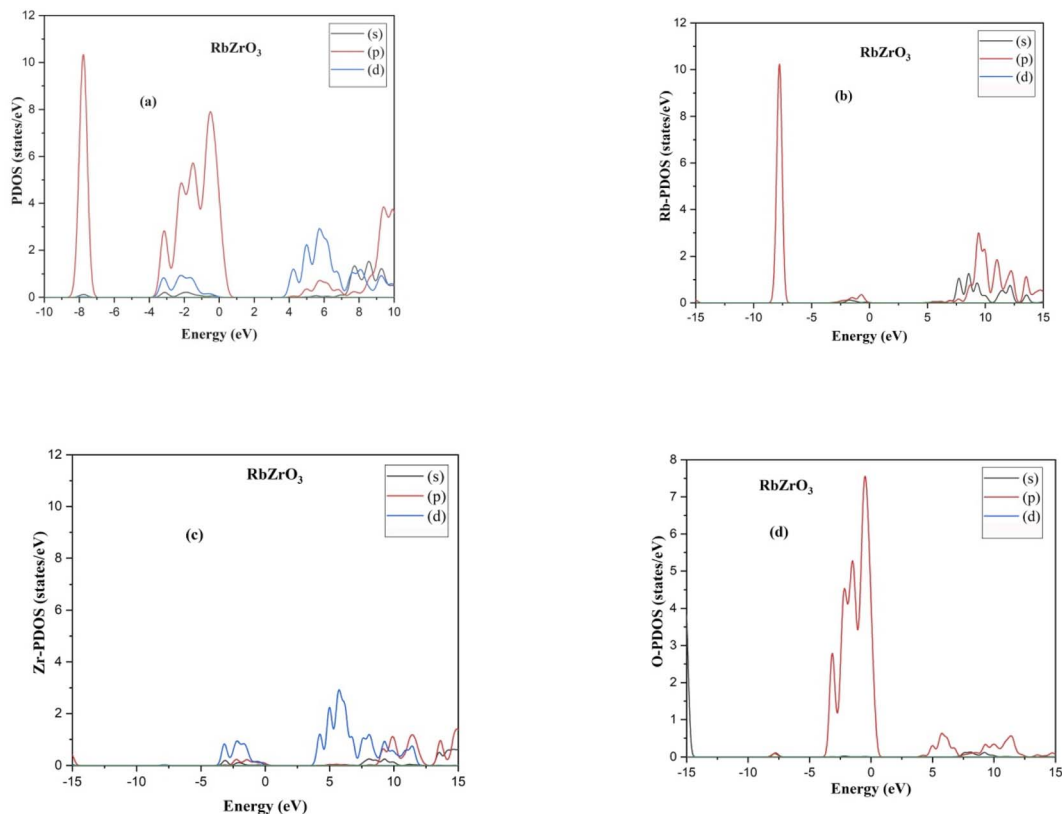 RbZrO3
(s)
(p)
(d)
(a)
PDOS (states/eV)
12
10
8
6
4
2
0
-10 -8 -6 -4 -2 0 2 4 6 8 10
Energy (eV)
RbZrO3
(s)
(p)
(d)
(b)
Rb-PDOS (states/eV)
12
10
8
6
4
2
0
-15 -10 -5 0 5 10 15
Energy (eV)
RbZrO3
(s)
(p)
(d)
(c)
Zr-PDOS (states/eV)
12
10
8
6
4
2
0
-15 -10 -5 0 5 10 15
Energy (eV)
RbZrO3
(s)
(p)
(d)
(d)
O-PDOS (states/eV)
8
7
6
5
4
3
2
1
0
-15 -10 -5 0 5 10 15
Energy (eV)